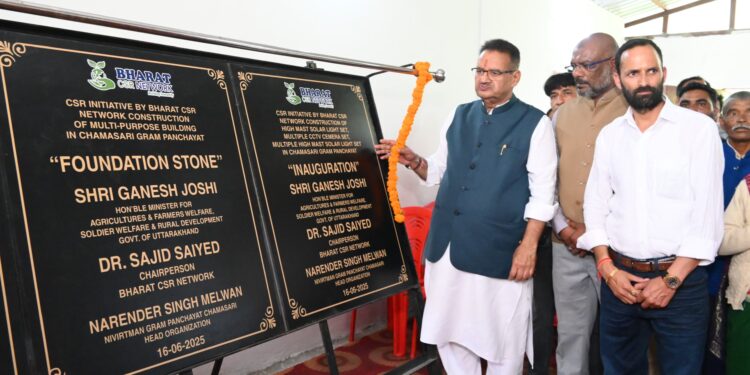 BHARAT
CSR NETWORK
CSR INITIATIVE BY BHARAT CSR
NETWORK CONSTRUCTION
OF MULTI-PURPOSE BUILDING
IN CHAMASARI GRAM PANCHAYAT
"FOUNDATION STONE"
SHRI GANESH JOSHI
HON'BLE MINISTER FOR
AGRICULTURES & FARMERS WELFARE,
SOLDIER WELFARE & RURAL DEVELOPMENT
GOVT. OF UTTARAKHAND
DR. SAJID SAIYED
CHAIRPERSON
BHARAT CSR NETWORK
NARENDER SINGH MELWAN
NIVIRTMAN GRAM PANCHYAT CHAMASARI
HEAD ORGANIZATION
16-06-2025
BHARAT
CSR NETWORK
CSR INITIATIVE BY BHARAT CSR
NETWORK CONSTRUCTION OF
HIGH MAST SOLAR LIGHT SET,
MULTIPLE CCTV CEMERA SET,
MULTIPLE SOLAR LIGHT SET
IN CHAMASARI GRAM PANCHAYAT
"INAUGURATION"
SHRI GANESH JOSHI
HON'BLE MINISTER FOR
AGRICULTURES & FARMERS WELFARE,
SOLDIER WELFARE & RURAL DEVELOPMENT
GOVT. OF UTTARAKHAND
DR. SAJID SAIYED
CHAIRPERSON
BHARAT CSR NETWORK
NARENDER SINGH MELWAN
NIVIRTMAN GRAM PANCHYAT CHAMASARI
HEAD ORGANIZATION
16-06-2025